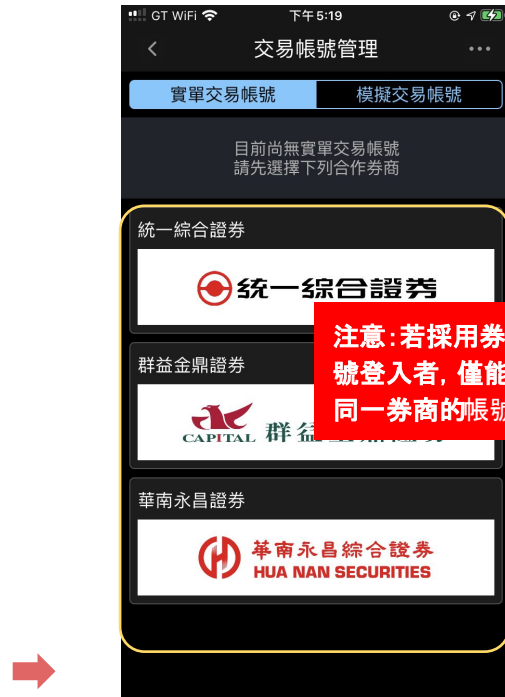 GT WiFi 下午5:19
交易帳號管理
實單交易帳號 模擬交易帳號
目前尚無實單交易帳號
請先選擇下列合作券商
統一綜合證券
統一綜合證券
注意:若採用券
號登入者, 僅能
同一券商的帳號
群益金鼎證券
CAPITAL 群益
華南永昌證券
華南永昌綜合證券
HUA NAN SECURITIES